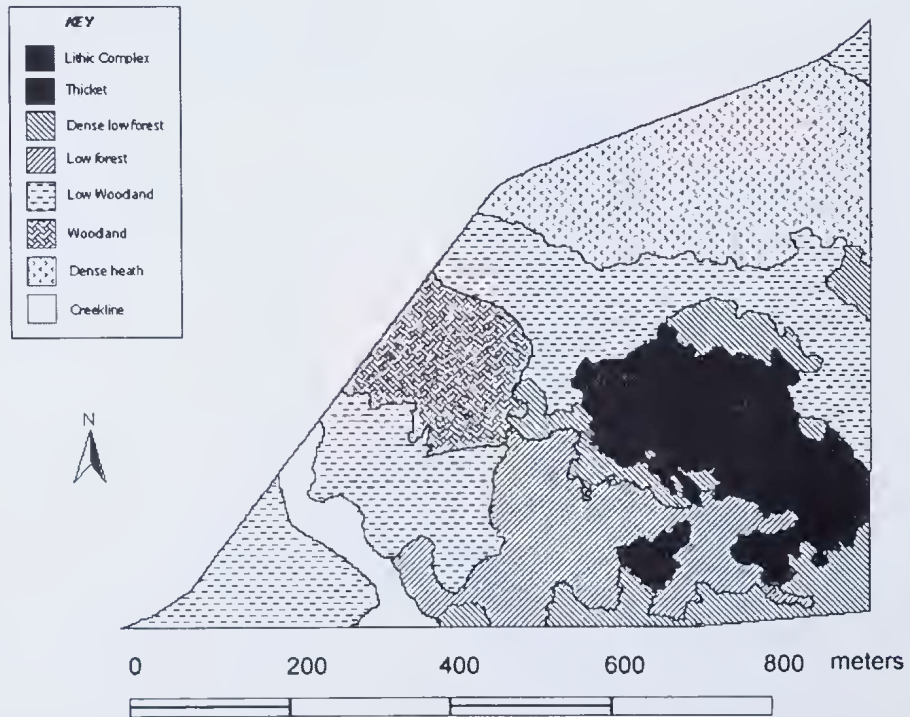 KEY
Lithic Complex
Thicket
Dense low forest
Low forest
Low Woodland
Woodland
Dense heath
Creekline
N
0 200 400 600 800 meters